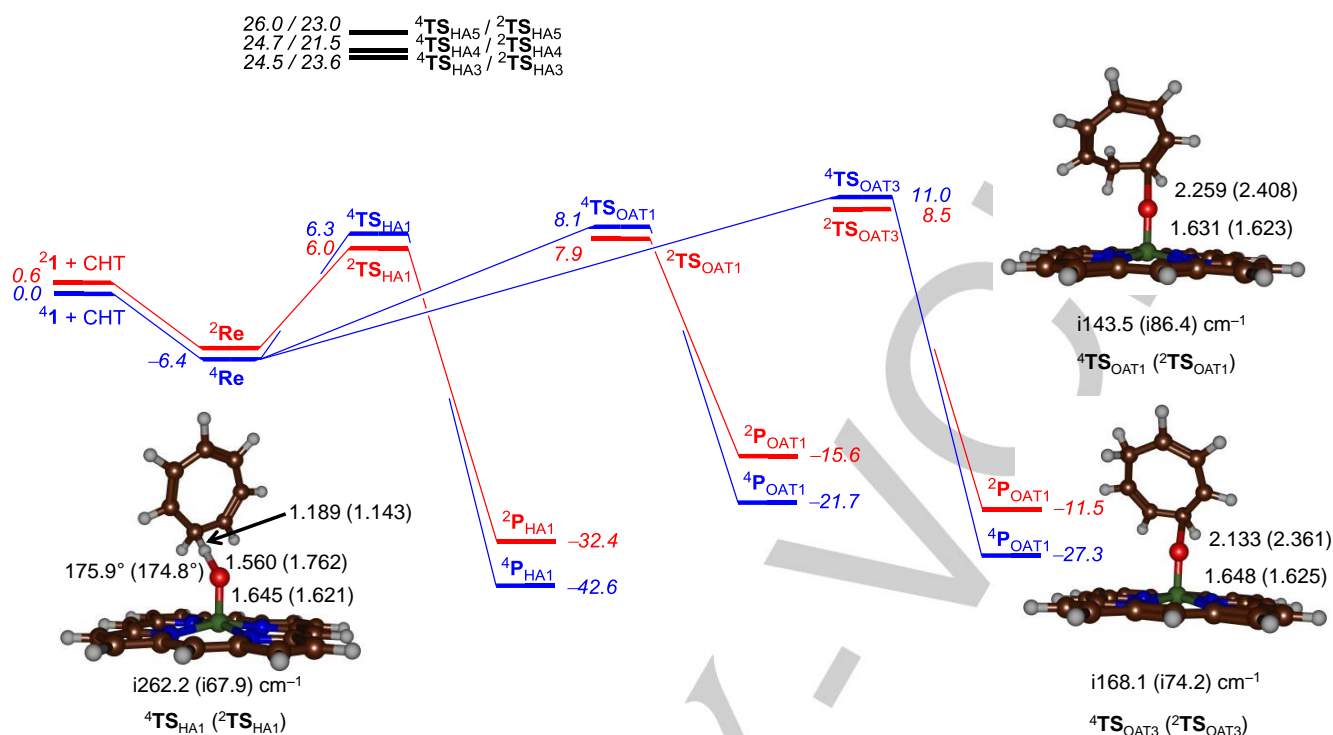 26.0 / 23.0 ⁴TS_HA5 / ²TS_HA5
24.7 / 21.5 ⁴TS_HA4 / ²TS_HA4
24.5 / 23.6 ⁴TS_HA3 / ²TS_HA3
0.6 ²1 + CHT
0.0
⁴1 + CHT
²Re
–6.4
⁴Re
⁴TS_HA1
6.3
6.0
²TS_HA1
²P_HA1 –32.4
⁴P_HA1 –42.6
⁴TS_OAT1
8.1
7.9
²TS_OAT1
²P_OAT1 –15.6
⁴P_OAT1 –21.7
⁴TS_OAT3
11.0
²TS_OAT3 8.5
²P_OAT1 –11.5
⁴P_OAT1 –27.3
1.189 (1.143)
1.560 (1.762)
175.9° (174.8°)
1.645 (1.621)
i262.2 (i67.9) cm⁻¹
⁴TS_HA1 (²TS_HA1)
2.259 (2.408)
1.631 (1.623)
i143.5 (i86.4) cm⁻¹
⁴TS_OAT1 (²TS_OAT1)
2.133 (2.361)
1.648 (1.625)
i168.1 (i74.2) cm⁻¹
⁴TS_OAT3 (²TS_OAT3)